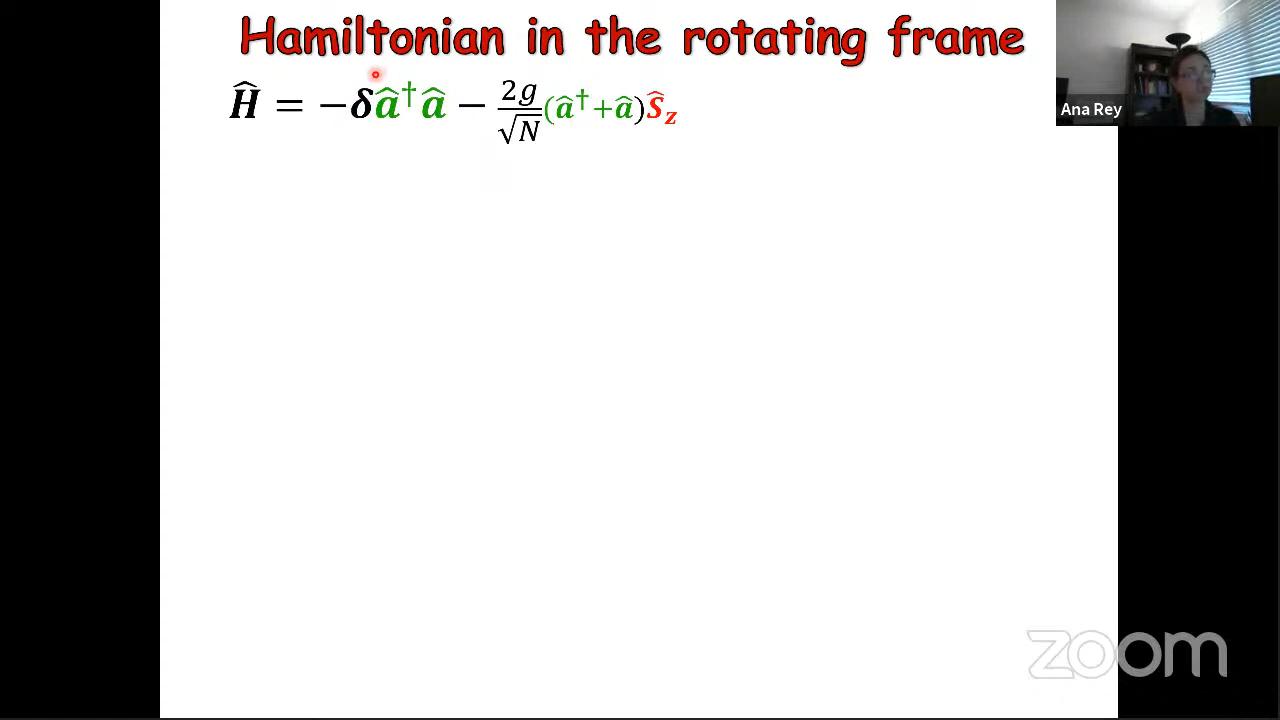 Hamiltonian in the rotating frame
Ĥ = −δâ†â − 2g/√N (â†+â)Ŝz
Ana Rey
zoom